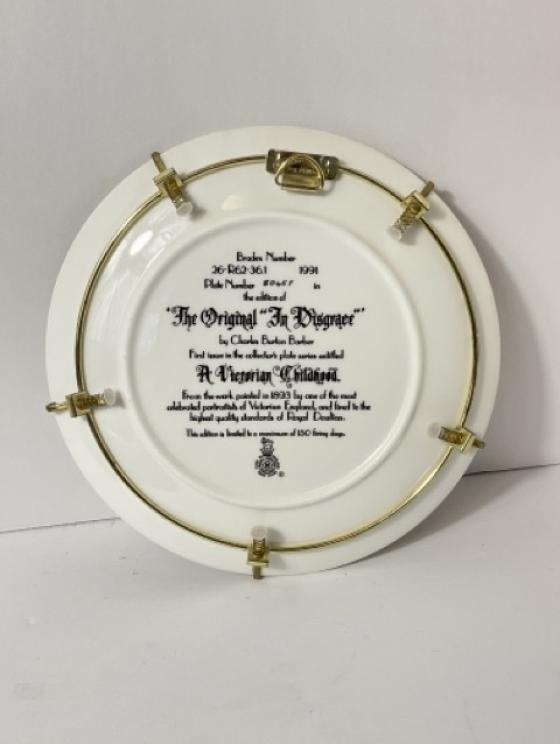 Bradex Number
26-R62-36.1 1991
Plate Number in
the edition of
'The Original "In Disgrace"'
by Charles Burton Barber
First issue in the collector's plate series entitled
A Victorian Childhood.
From the work painted in 1893 by one of the most
celebrated portraitists of Victorian England, and fired to the
highest quality standards of Royal Doulton.
This edition is limited to a maximum of 150 firing days.
®